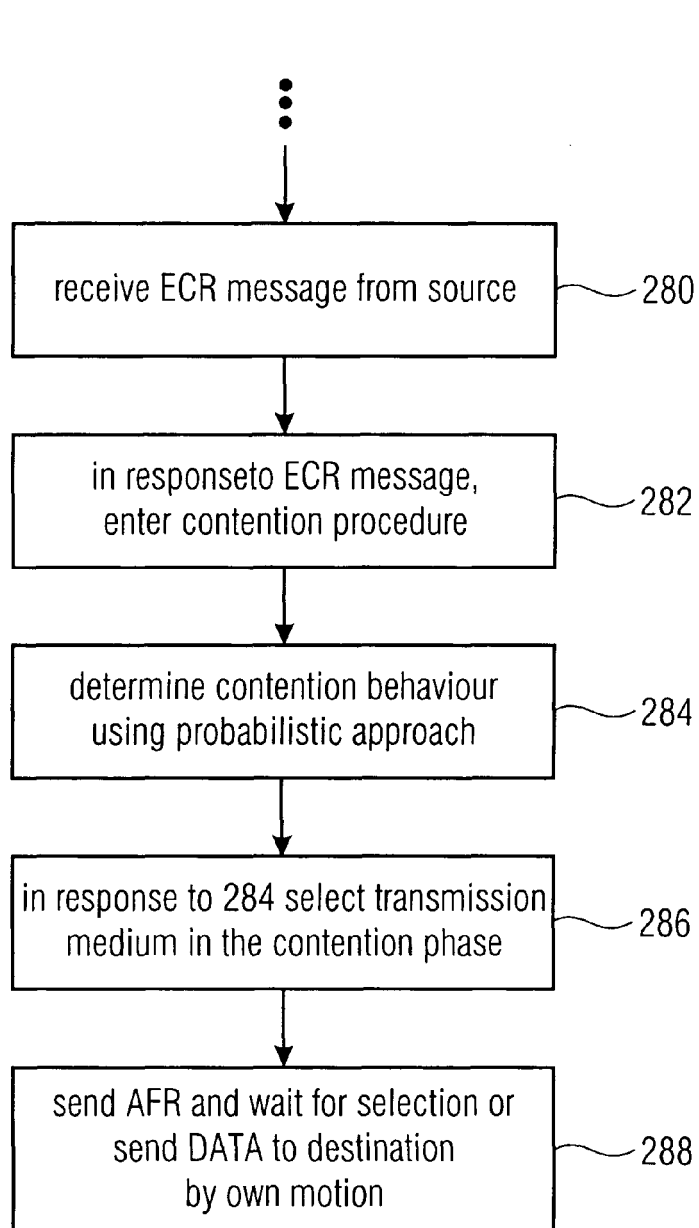 receive ECR message from source
280
in responseto ECR message,
enter contention procedure
282
determine contention behaviour
using probabilistic approach
284
in response to 284 select transmission
medium in the contention phase
286
send AFR and wait for selection or
send DATA to destination
by own motion
288